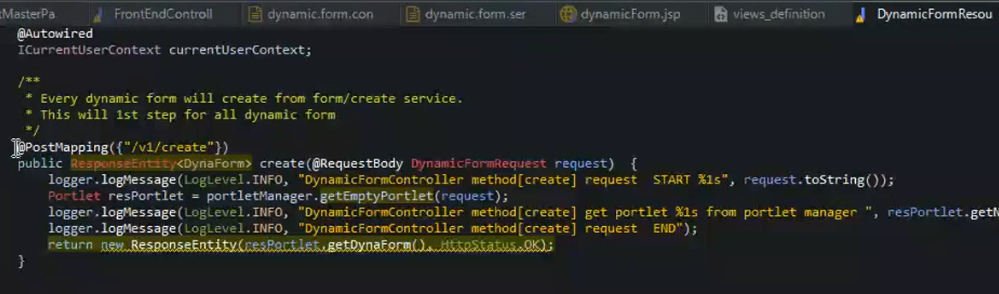 tMasterPa
FrontEndControll
dynamic.form.con
dynamic.form.ser
dynamicForm.jsp
views_definition
DynamicFormResou
@Autowired
ICurrentUserContext currentUserContext;
/**
* Every dynamic form will create from form/create service.
* This will 1st step for all dynamic form
*/
@PostMapping({"/v1/create"})
public ResponseEntity<DynaForm> create(@RequestBody DynamicFormRequest request)  {
logger.logMessage(LogLevel.INFO, "DynamicFormController method[create] request  START %1s", request.toString());
Portlet resPortlet = portletManager.getEmptyPortlet(request);
logger.logMessage(LogLevel.INFO, "DynamicFormController method[create] get portlet %1s from portlet manager ", resPortlet.getN
logger.logMessage(LogLevel.INFO, "DynamicFormController method[create] request  END");
return new ResponseEntity(resPortlet.getDynaForm(), HttpStatus.OK);
}